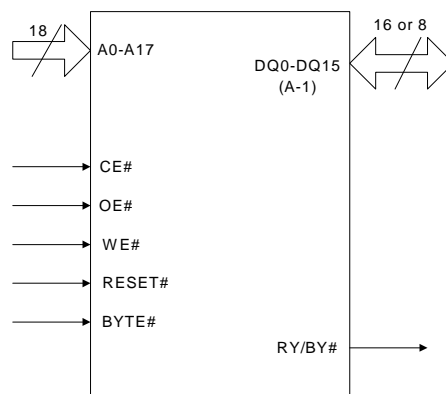 18
16 or 8
A0-A17
DQ0-DQ15
(A-1)
CE#
OE#
WE#
RESET#
BYTE#
RY/BY#